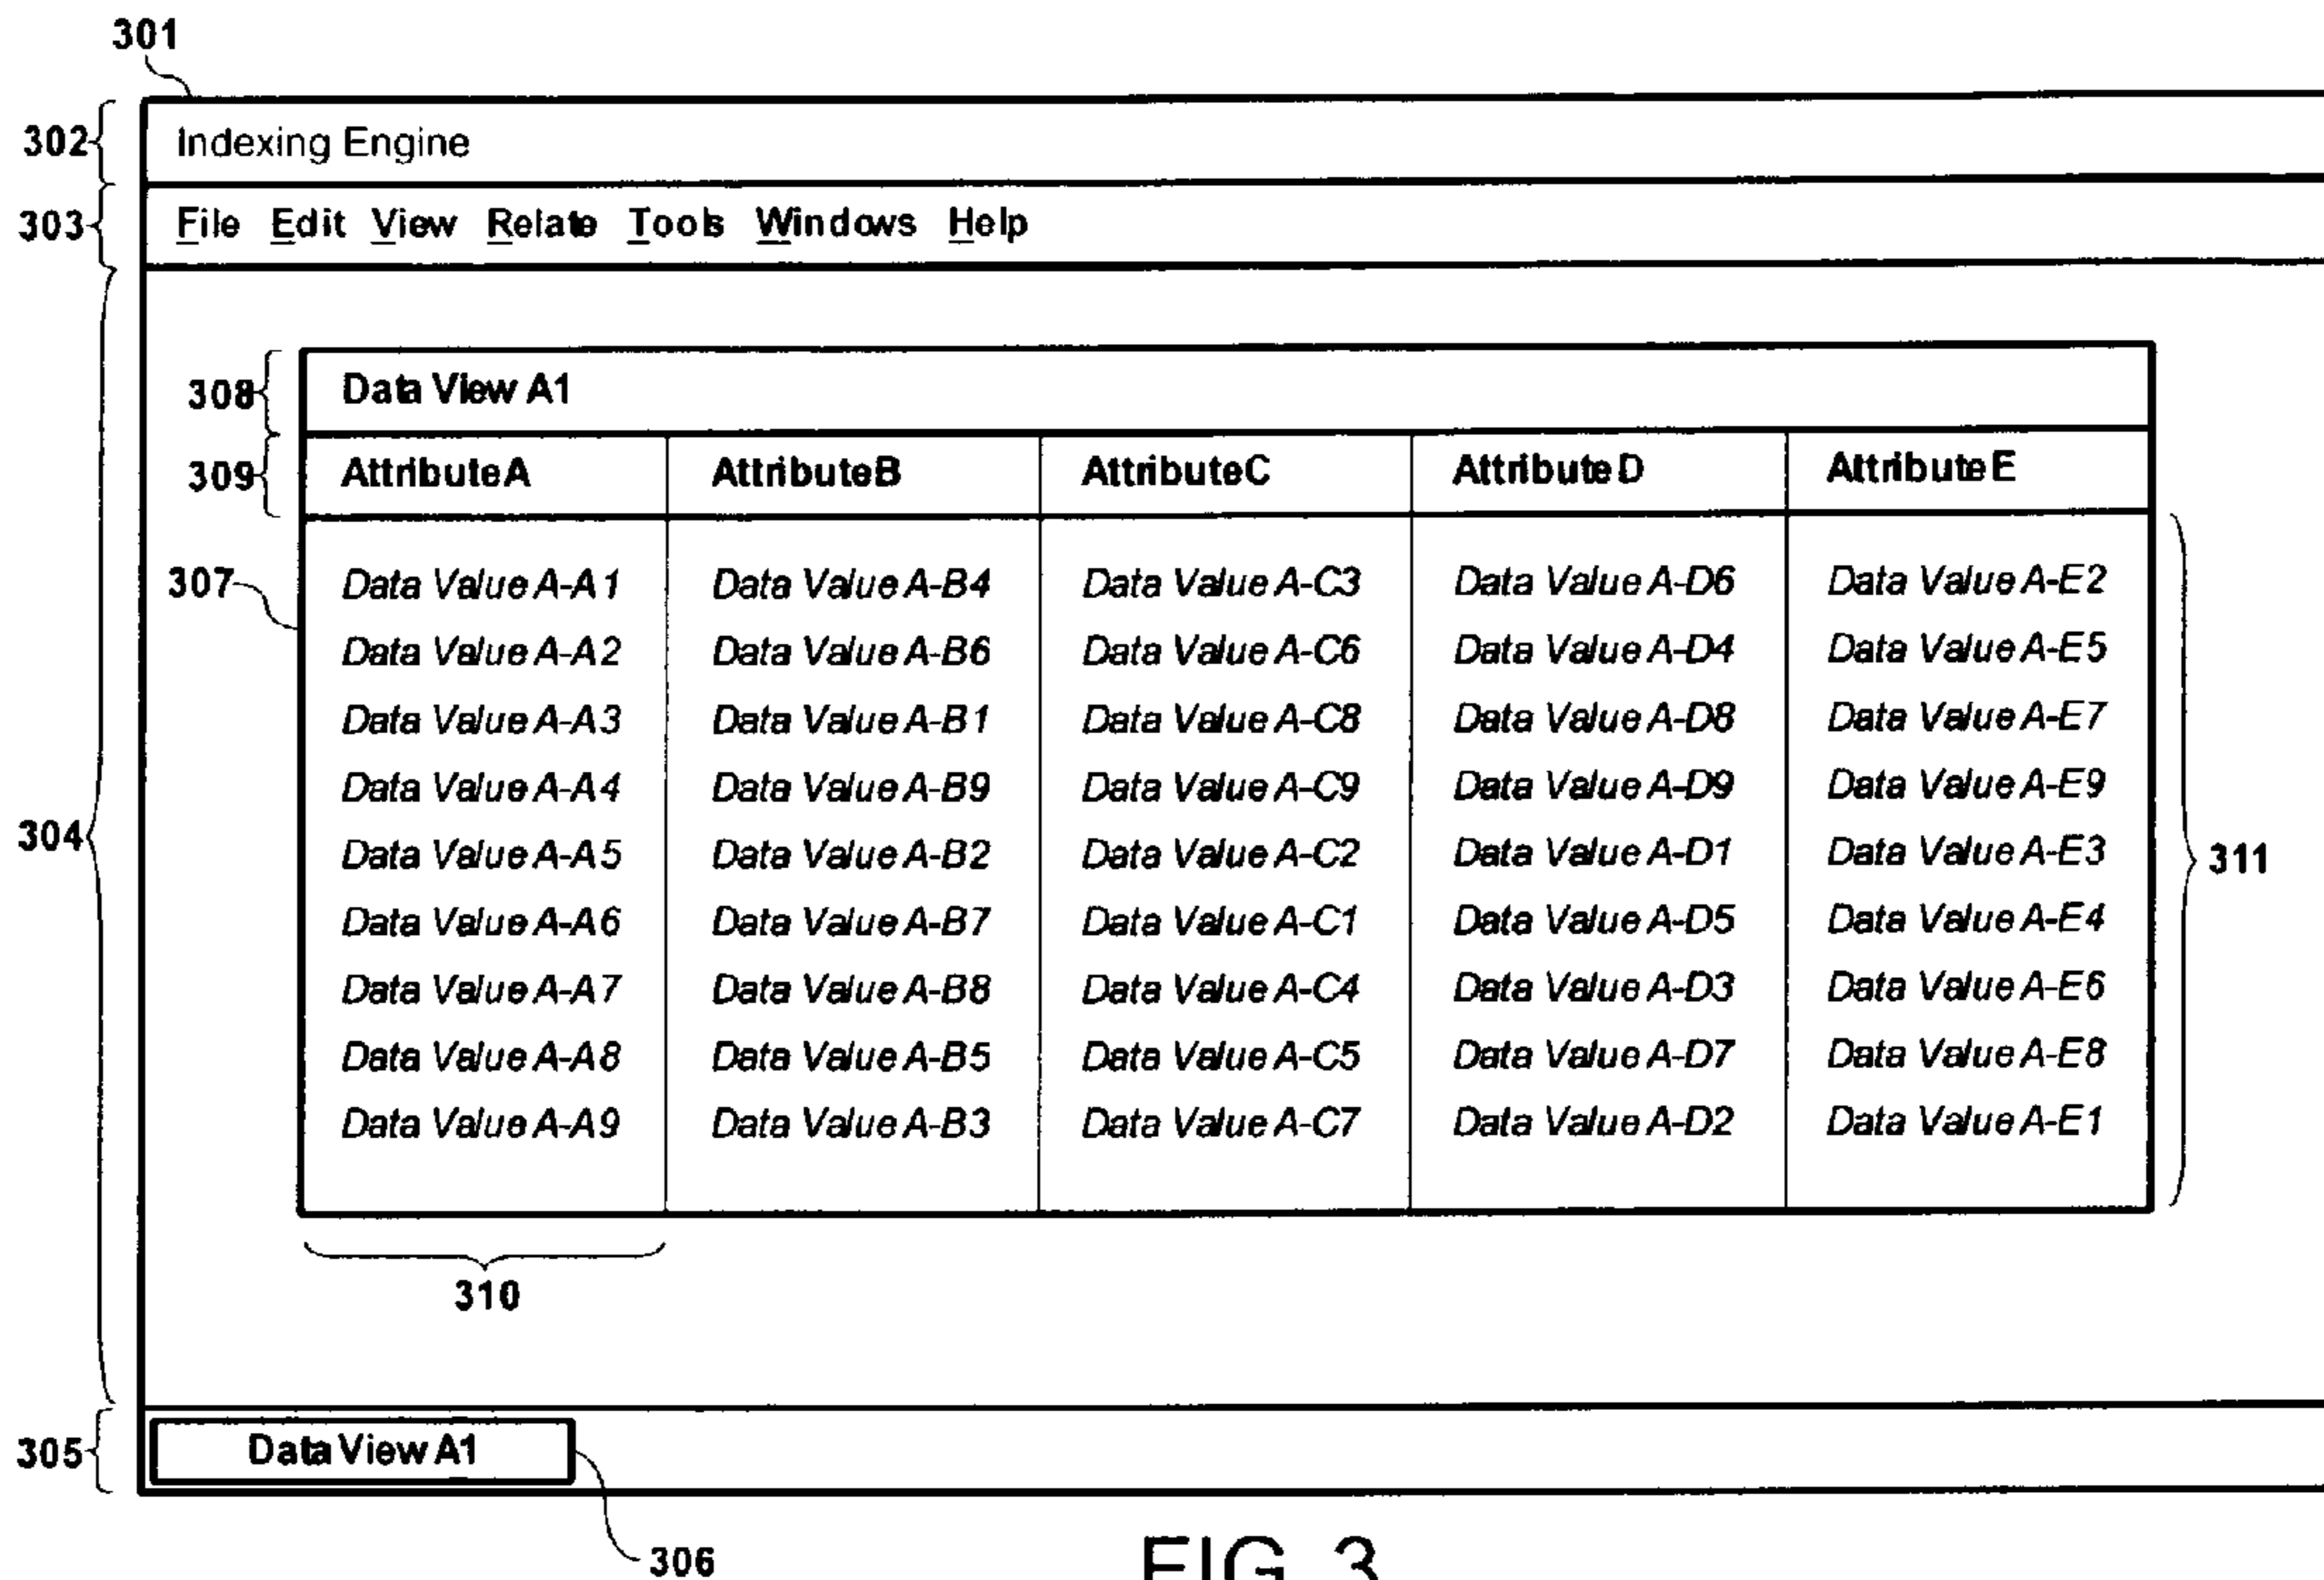 301
302 Indexing Engine
303 File Edit View Relate Tools Windows Help
308 Data View A1
309 Attribute A Attribute B Attribute C Attribute D Attribute E
307 Data Value A-A1 Data Value A-B4 Data Value A-C3 Data Value A-D6 Data Value A-E2
Data Value A-A2 Data Value A-B6 Data Value A-C6 Data Value A-D4 Data Value A-E5
Data Value A-A3 Data Value A-B1 Data Value A-C8 Data Value A-D8 Data Value A-E7
Data Value A-A4 Data Value A-B9 Data Value A-C9 Data Value A-D9 Data Value A-E9
304 Data Value A-A5 Data Value A-B2 Data Value A-C2 Data Value A-D1 Data Value A-E3 311
Data Value A-A6 Data Value A-B7 Data Value A-C1 Data Value A-D5 Data Value A-E4
Data Value A-A7 Data Value A-B8 Data Value A-C4 Data Value A-D3 Data Value A-E6
Data Value A-A8 Data Value A-B5 Data Value A-C5 Data Value A-D7 Data Value A-E8
Data Value A-A9 Data Value A-B3 Data Value A-C7 Data Value A-D2 Data Value A-E1
310
305 Data View A1
306
FIG 3